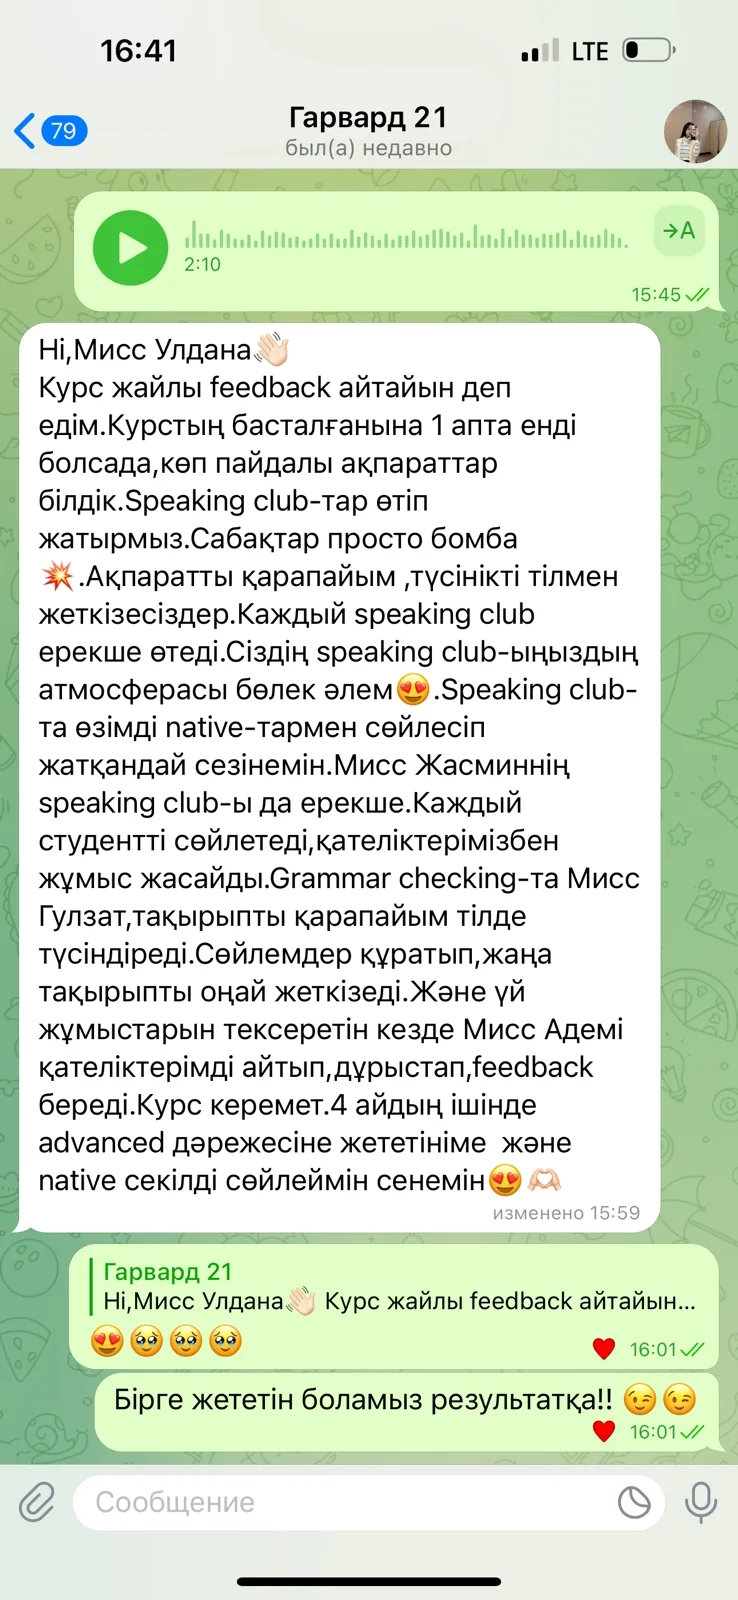 16:41
LTE
79
Гарвард 21
был(а) недавно
2:10
→A
15:45
Hi,Мисс Улдана👋🏻
Курс жайлы feedback айтайын деп
едім.Курстың басталғанына 1 апта енді
болсада,көп пайдалы ақпараттар
білдік.Speaking club-тар өтіп
жатырмыз.Сабақтар просто бомба
💥.Ақпаратты қарапайым ,түсінікті тілмен
жеткізесіздер.Каждый speaking club
ерекше өтеді.Сіздің speaking club-ыңыздың
атмосферасы бөлек әлем😍.Speaking club-
та өзімді native-тармен сөйлесіп
жатқандай сезінемін.Мисс Жасминнің
speaking club-ы да ерекше.Каждый
студентті сөйлетеді,қателіктерімізбен
жұмыс жасайды.Grammar checking-та Мисс
Гулзат,тақырыпты қарапайым тілде
түсіндіреді.Сөйлемдер құратып,жаңа
тақырыпты оңай жеткізеді.Және үй
жұмыстарын тексеретін кезде Мисс Адемі
қателіктерімді айтып,дұрыстап,feedback
береді.Курс керемет.4 айдың ішінде
advanced дәрежесіне жететініме  және
native секілді сөйлеймін сенемін😍🫶🏻
изменено 15:59
Гарвард 21
Hi,Мисс Улдана👋🏻 Курс жайлы feedback айтайын...
😍🥹🥹🥹
❤️ 16:01
Бірге жететін боламыз результатқа!! 😉😉
❤️ 16:01
Сообщение